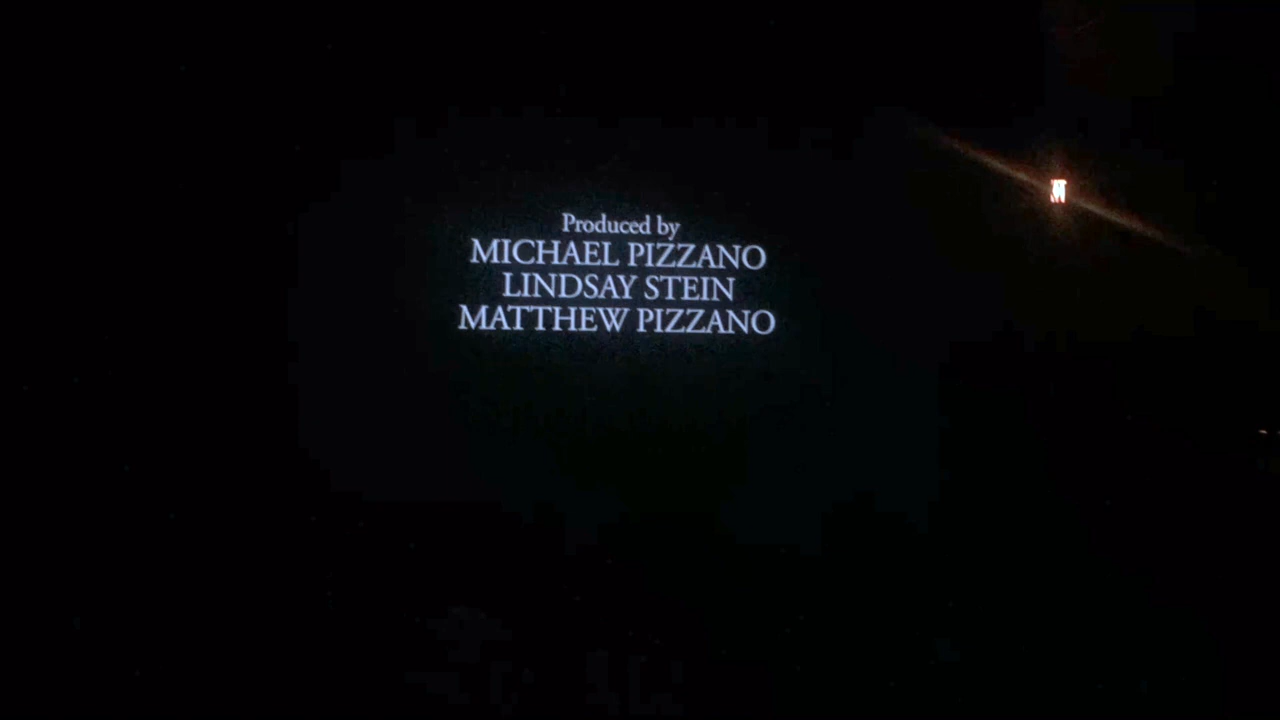 Produced by
MICHAEL PIZZANO
LINDSAY STEIN
MATTHEW PIZZANO